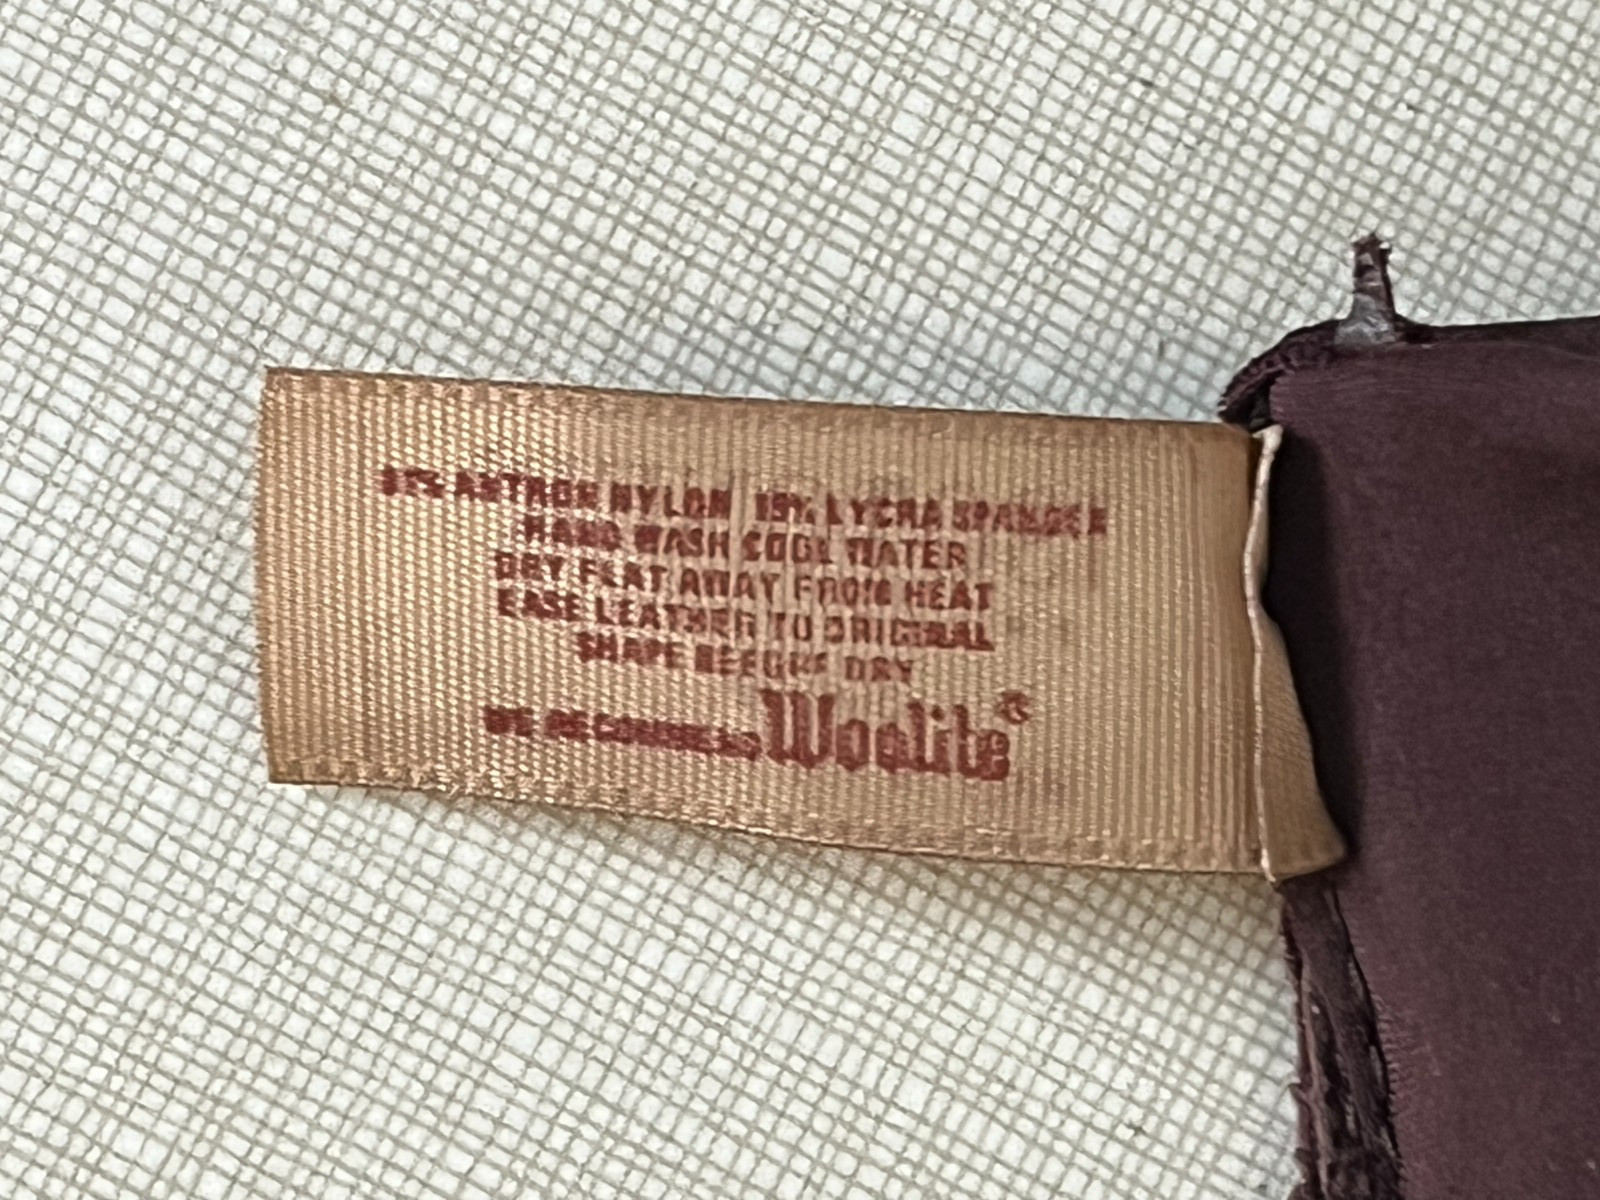 ANTRON NYLON LYCRA SPANDEX
HAND WASH COOL WATER
DRY FLAT AWAY FROM HEAT
EASE LEATHER TO ORIGINAL
SHAPE BEFORE DRY
WE RECOMMEND Woolite®